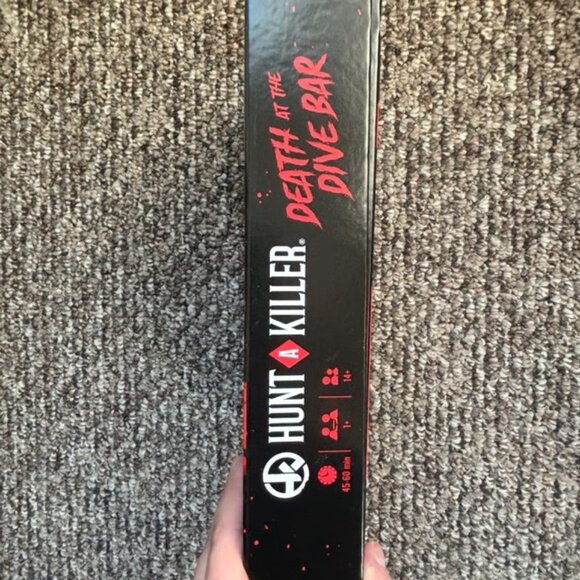 HUNT A KILLER®
DEATH AT THE
DIVE BAR
45-60 min
1+
14+